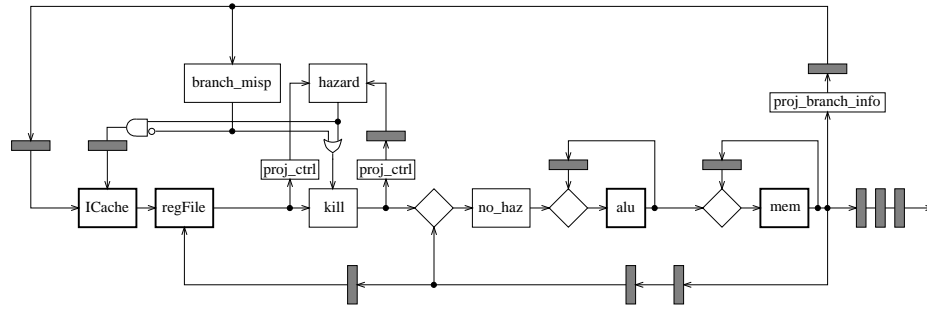 branch_misp
hazard
proj_branch_info
proj_ctrl
proj_ctrl
ICache
regFile
kill
no_haz
alu
mem